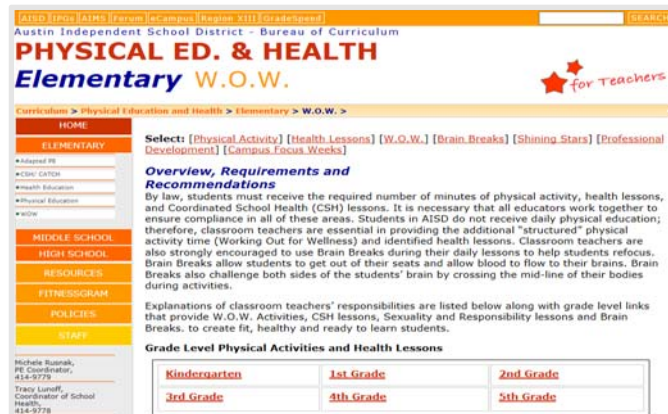 AISD IPGs AIMS Forum eCampus Region XIII GradeSpeed
SEARCH
Austin Independent School District - Bureau of Curriculum
PHYSICAL ED. & HEALTH
Elementary W.O.W.
for Teachers
Curriculum > Physical Education and Health > Elementary > W.O.W. >
HOME
ELEMENTARY
Adapted PE
CSH/ CATCH
Health Education
Physical Education
WOW
MIDDLE SCHOOL
HIGH SCHOOL
RESOURCES
FITNESSGRAM
POLICIES
STAFF
Michele Rusnak,
PE Coordinator,
414-9779
Tracy Lunoff,
Coordinator of School
Health,
414-9778
Select: [Physical Activity] [Health Lessons] [W.O.W.] [Brain Breaks] [Shining Stars] [Professional
Development] [Campus Focus Weeks]
Overview, Requirements and
Recommendations
By law, students must receive the required number of minutes of physical activity, health lessons,
and Coordinated School Health (CSH) lessons. It is necessary that all educators work together to
ensure compliance in all of these areas. Students in AISD do not receive daily physical education;
therefore, classroom teachers are essential in providing the additional "structured" physical
activity time (Working Out for Wellness) and identified health lessons. Classroom teachers are
also strongly encouraged to use Brain Breaks during their daily lessons to help students refocus.
Brain Breaks allow students to get out of their seats and allow blood to flow to their brains. Brain
Breaks also challenge both sides of the students' brain by crossing the mid-line of their bodies
during activities.
Explanations of classroom teachers' responsibilities are listed below along with grade level links
that provide W.O.W. Activities, CSH lessons, Sexuality and Responsibility lessons and Brain
Breaks. to create fit, healthy and ready to learn students.
Grade Level Physical Activities and Health Lessons
Kindergarten 1st Grade 2nd Grade
3rd Grade 4th Grade 5th Grade